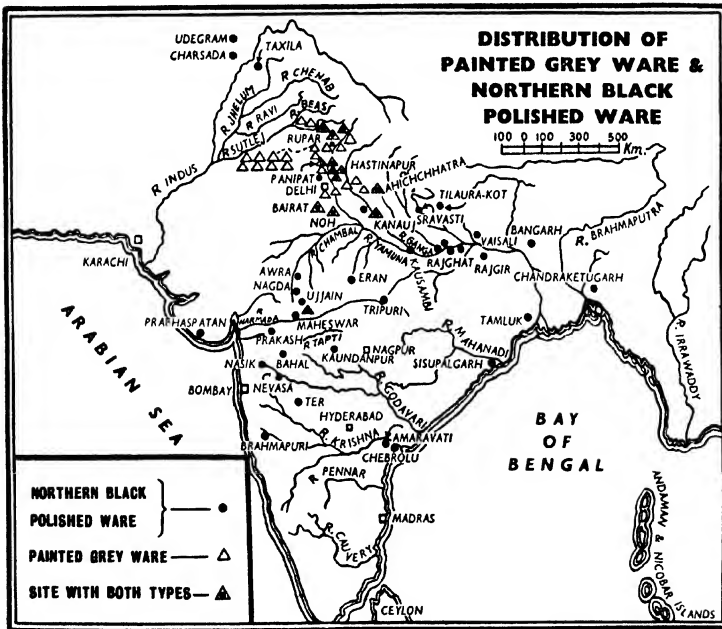 DISTRIBUTION OF
PAINTED GREY WARE &
NORTHERN BLACK
POLISHED WARE
100 0 100 300 500
Km.
UDEGRAM
CHARSADA
TAXILA
R. JHELUM
R. CHENAB
R. RAVI
R. BEAS
R. SUTLEJ
R. INDUS
RUPAR
HASTINAPUR
PANIPAT
DELHI
AHICHCHHATRA
BAIRAT
NOH
KANAUJ
SRAVASTI
TILAURA-KOT
VAISALI
BANGARH
R. BRAHMAPUTRA
KARACHI
R. CHAMBAL
R. YAMUNA
R. GANGA
KAUSAMBI
RAJGHAT
RAJGIR
CHANDRAKETUGARH
AWRA
NAGDA
ERAN
UJJAIN
TRIPURI
TAMLUK
PRABHASPATAN
R. NARMADA
MAHESWAR
PRAKASH
R. TAPTI
NAGPUR
R. MAHANADI
R. IRRAWADDY
NASIK
BAHAL
KAUNDANPUR
SISUPALGARH
BOMBAY
NEVASA
TER
R. GODAVARI
HYDERABAD
ARABIAN SEA
BAY
OF
BENGAL
BRAHMAPURI
R. KRISHNA
AMARAVATI
CHEBROLU
R. PENNAR
MADRAS
R. CAUVERY
CEYLON
ANDAMAN & NICOBAR ISLANDS
NORTHERN BLACK
POLISHED WARE
PAINTED GREY WARE
SITE WITH BOTH TYPES